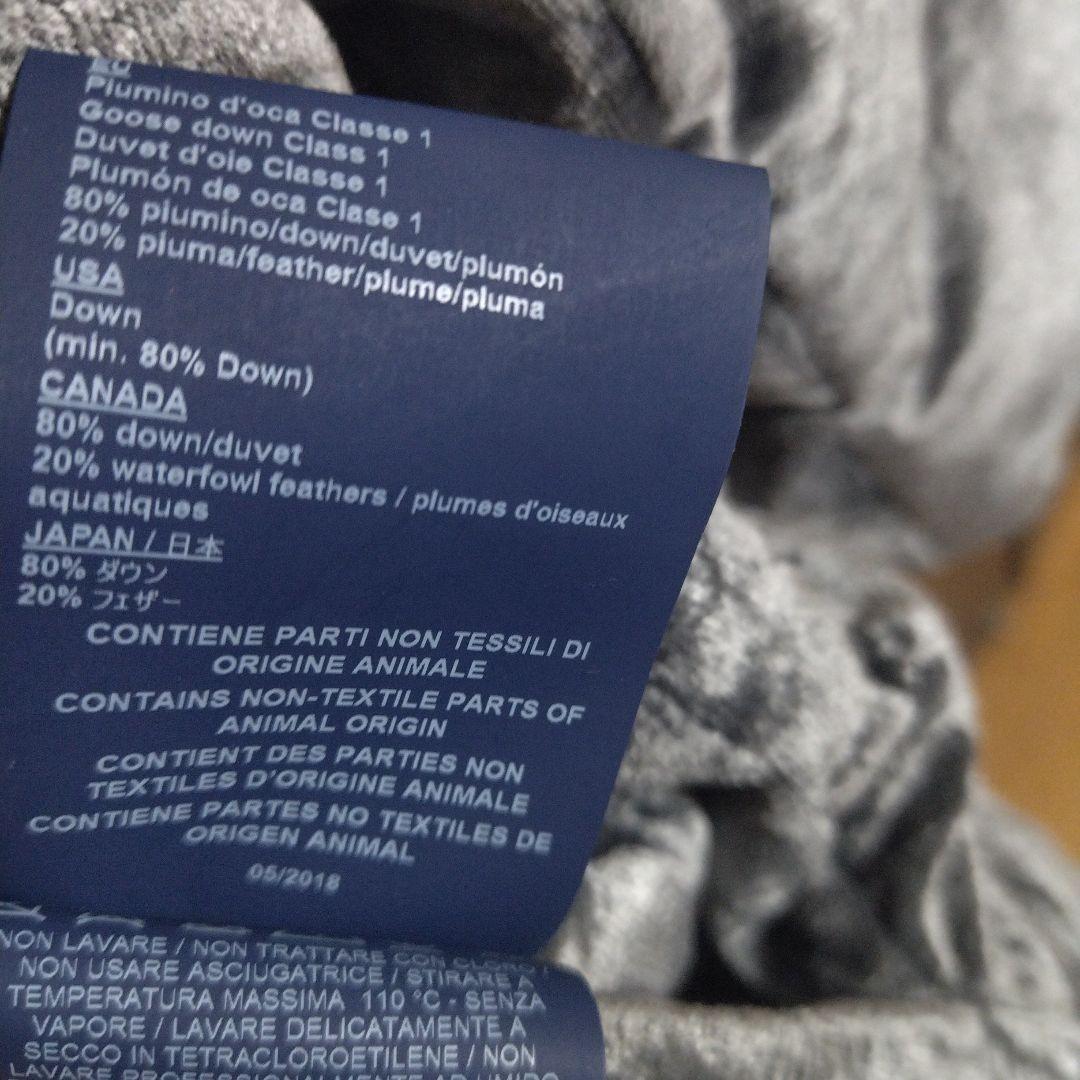 EU
Piumino d'oca Classe 1
Goose down Class 1
Duvet d'oie Classe 1
Plumón de oca Clase 1
80% piumino/down/duvet/plumón
20% piuma/feather/plume/pluma
USA
Down
(min. 80% Down)
CANADA
80% down/duvet
20% waterfowl feathers / plumes d'oiseaux
aquatiques
JAPAN / 日本
80% ダウン
20% フェザー
CONTIENE PARTI NON TESSILI DI
ORIGINE ANIMALE
CONTAINS NON-TEXTILE PARTS OF
ANIMAL ORIGIN
CONTIENT DES PARTIES NON
TEXTILES D'ORIGINE ANIMALE
CONTIENE PARTES NO TEXTILES DE
ORIGEN ANIMAL
05/2018
NON LAVARE / NON TRATTARE CON CLORO /
NON USARE ASCIUGATRICE / STIRARE A
TEMPERATURA MASSIMA 110 °C - SENZA
VAPORE / LAVARE DELICATAMENTE A
SECCO IN TETRACLOROETILENE / NON
LAVARE PROFESSIONALMENTE AD UMIDO